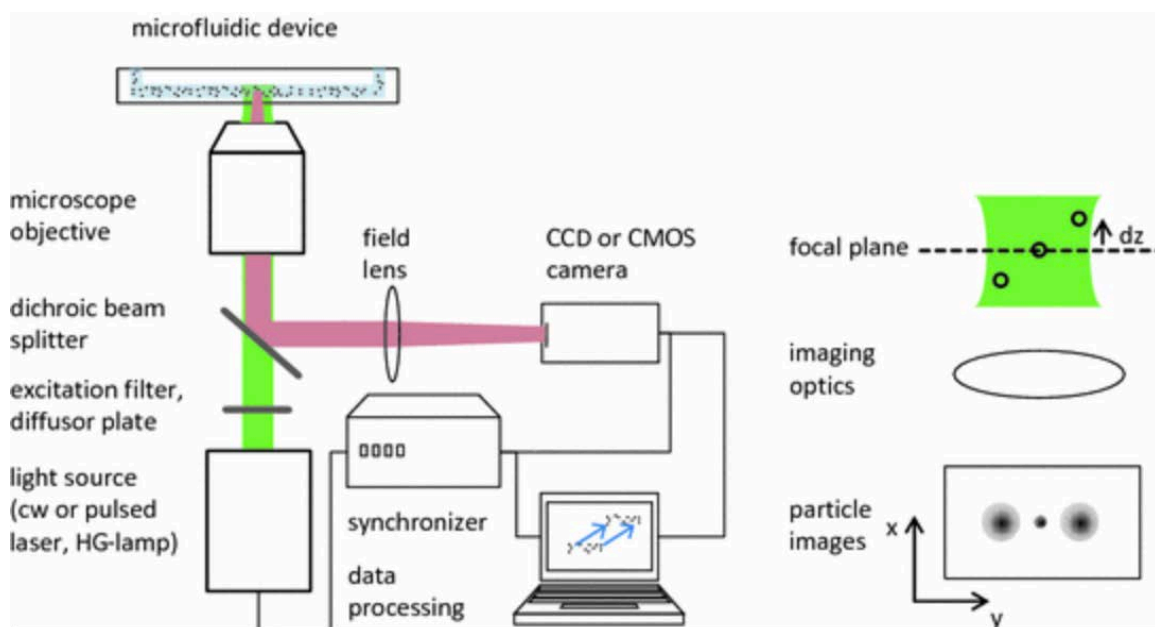 microfluidic device
microscope
objective
field
lens
CCD or CMOS
camera
dichroic beam
splitter
excitation filter,
diffusor plate
light source
(cw or pulsed
laser, HG-lamp)
synchronizer
data
processing
focal plane
dz
imaging
optics
particle
images
x
y